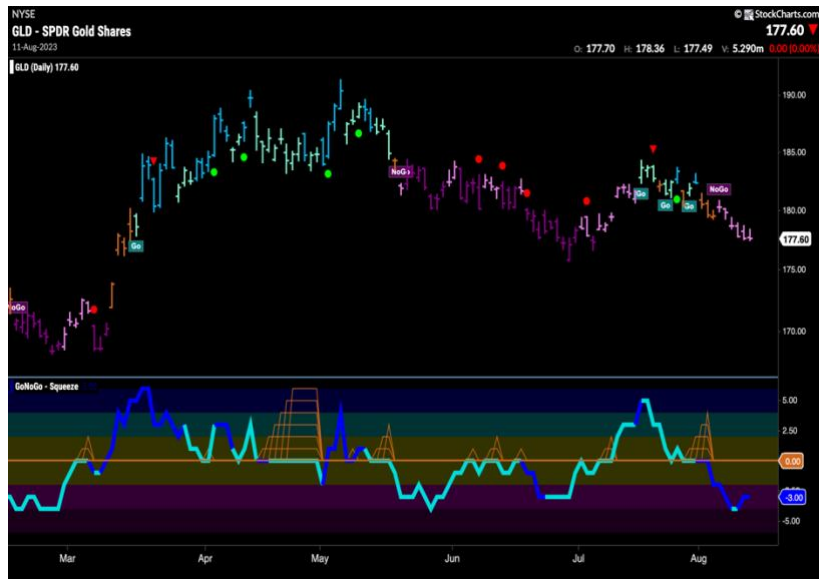 NYSE
© StockCharts.com
GLD - SPDR Gold Shares
177.60
11-Aug-2023
O: 177.70 H: 178.36 L: 177.49 V: 5.290m 0.00 (0.00%)
GLD (Daily) 177.60
190.00
185.00
NoGo
NoGo
Go
Go
Go
180.00
Go
177.60
175.00
NoGo
170.00
GoNoGo - Squeeze
5.00
2.50
0.00
-3.00
-5.00
Mar Apr May Jun Jul Aug